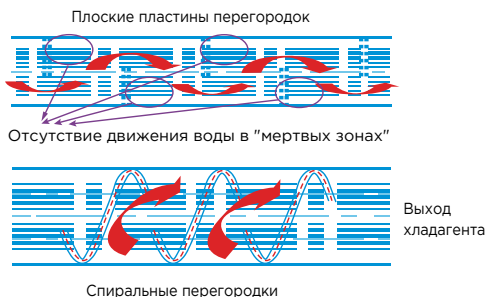 Плоские пластины перегородок
Отсутствие движения воды в "мертвых зонах"
Выход
хладагента
Спиральные перегородки